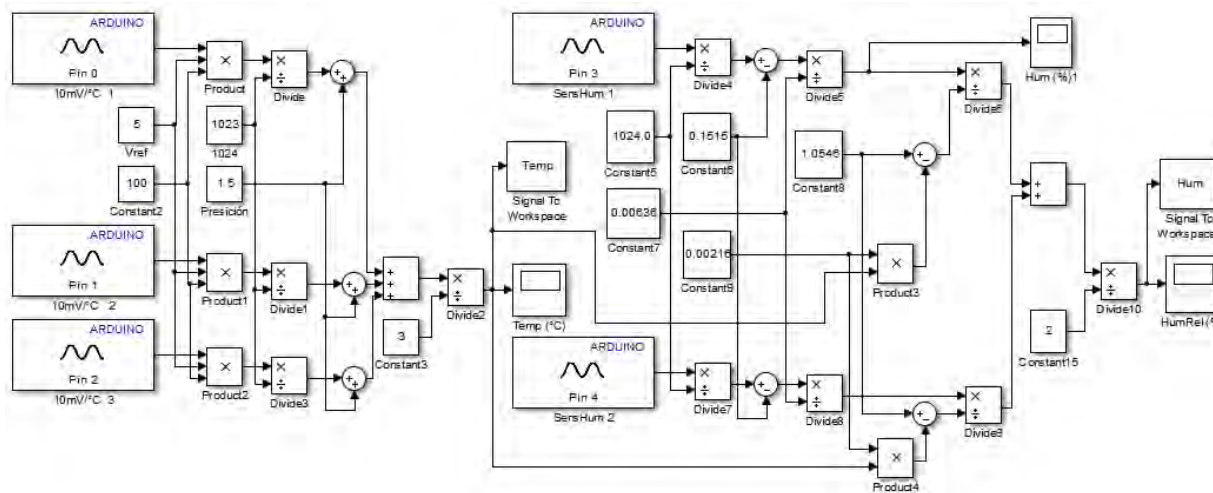 ARDUINO
Pin 0
10mV/°C 1
Product
Divide
5
Vref
1023
1024
100
Constant2
1.5
Presición
ARDUINO
Pin 1
10mV/°C 2
Product1
Divide1
3
Constant3
Divide2
ARDUINO
Pin 2
10mV/°C 3
Product2
Divide3
Temp
Signal To
Workspace
Temp (°C)
ARDUINO
Pin 3
SensHum 1
Divide4
Divide5
Hum (%)1
Divide6
1024.0
Constant5
0.1515
Constant6
1.0546
Constant8
0.00636
Constant7
0.00216
Constant9
Product3
Hum
Signal To
Workspace
2
Constant15
Divide10
HumRel (
ARDUINO
Pin 4
SensHum 2
Divide7
Divide8
Divide9
Product4